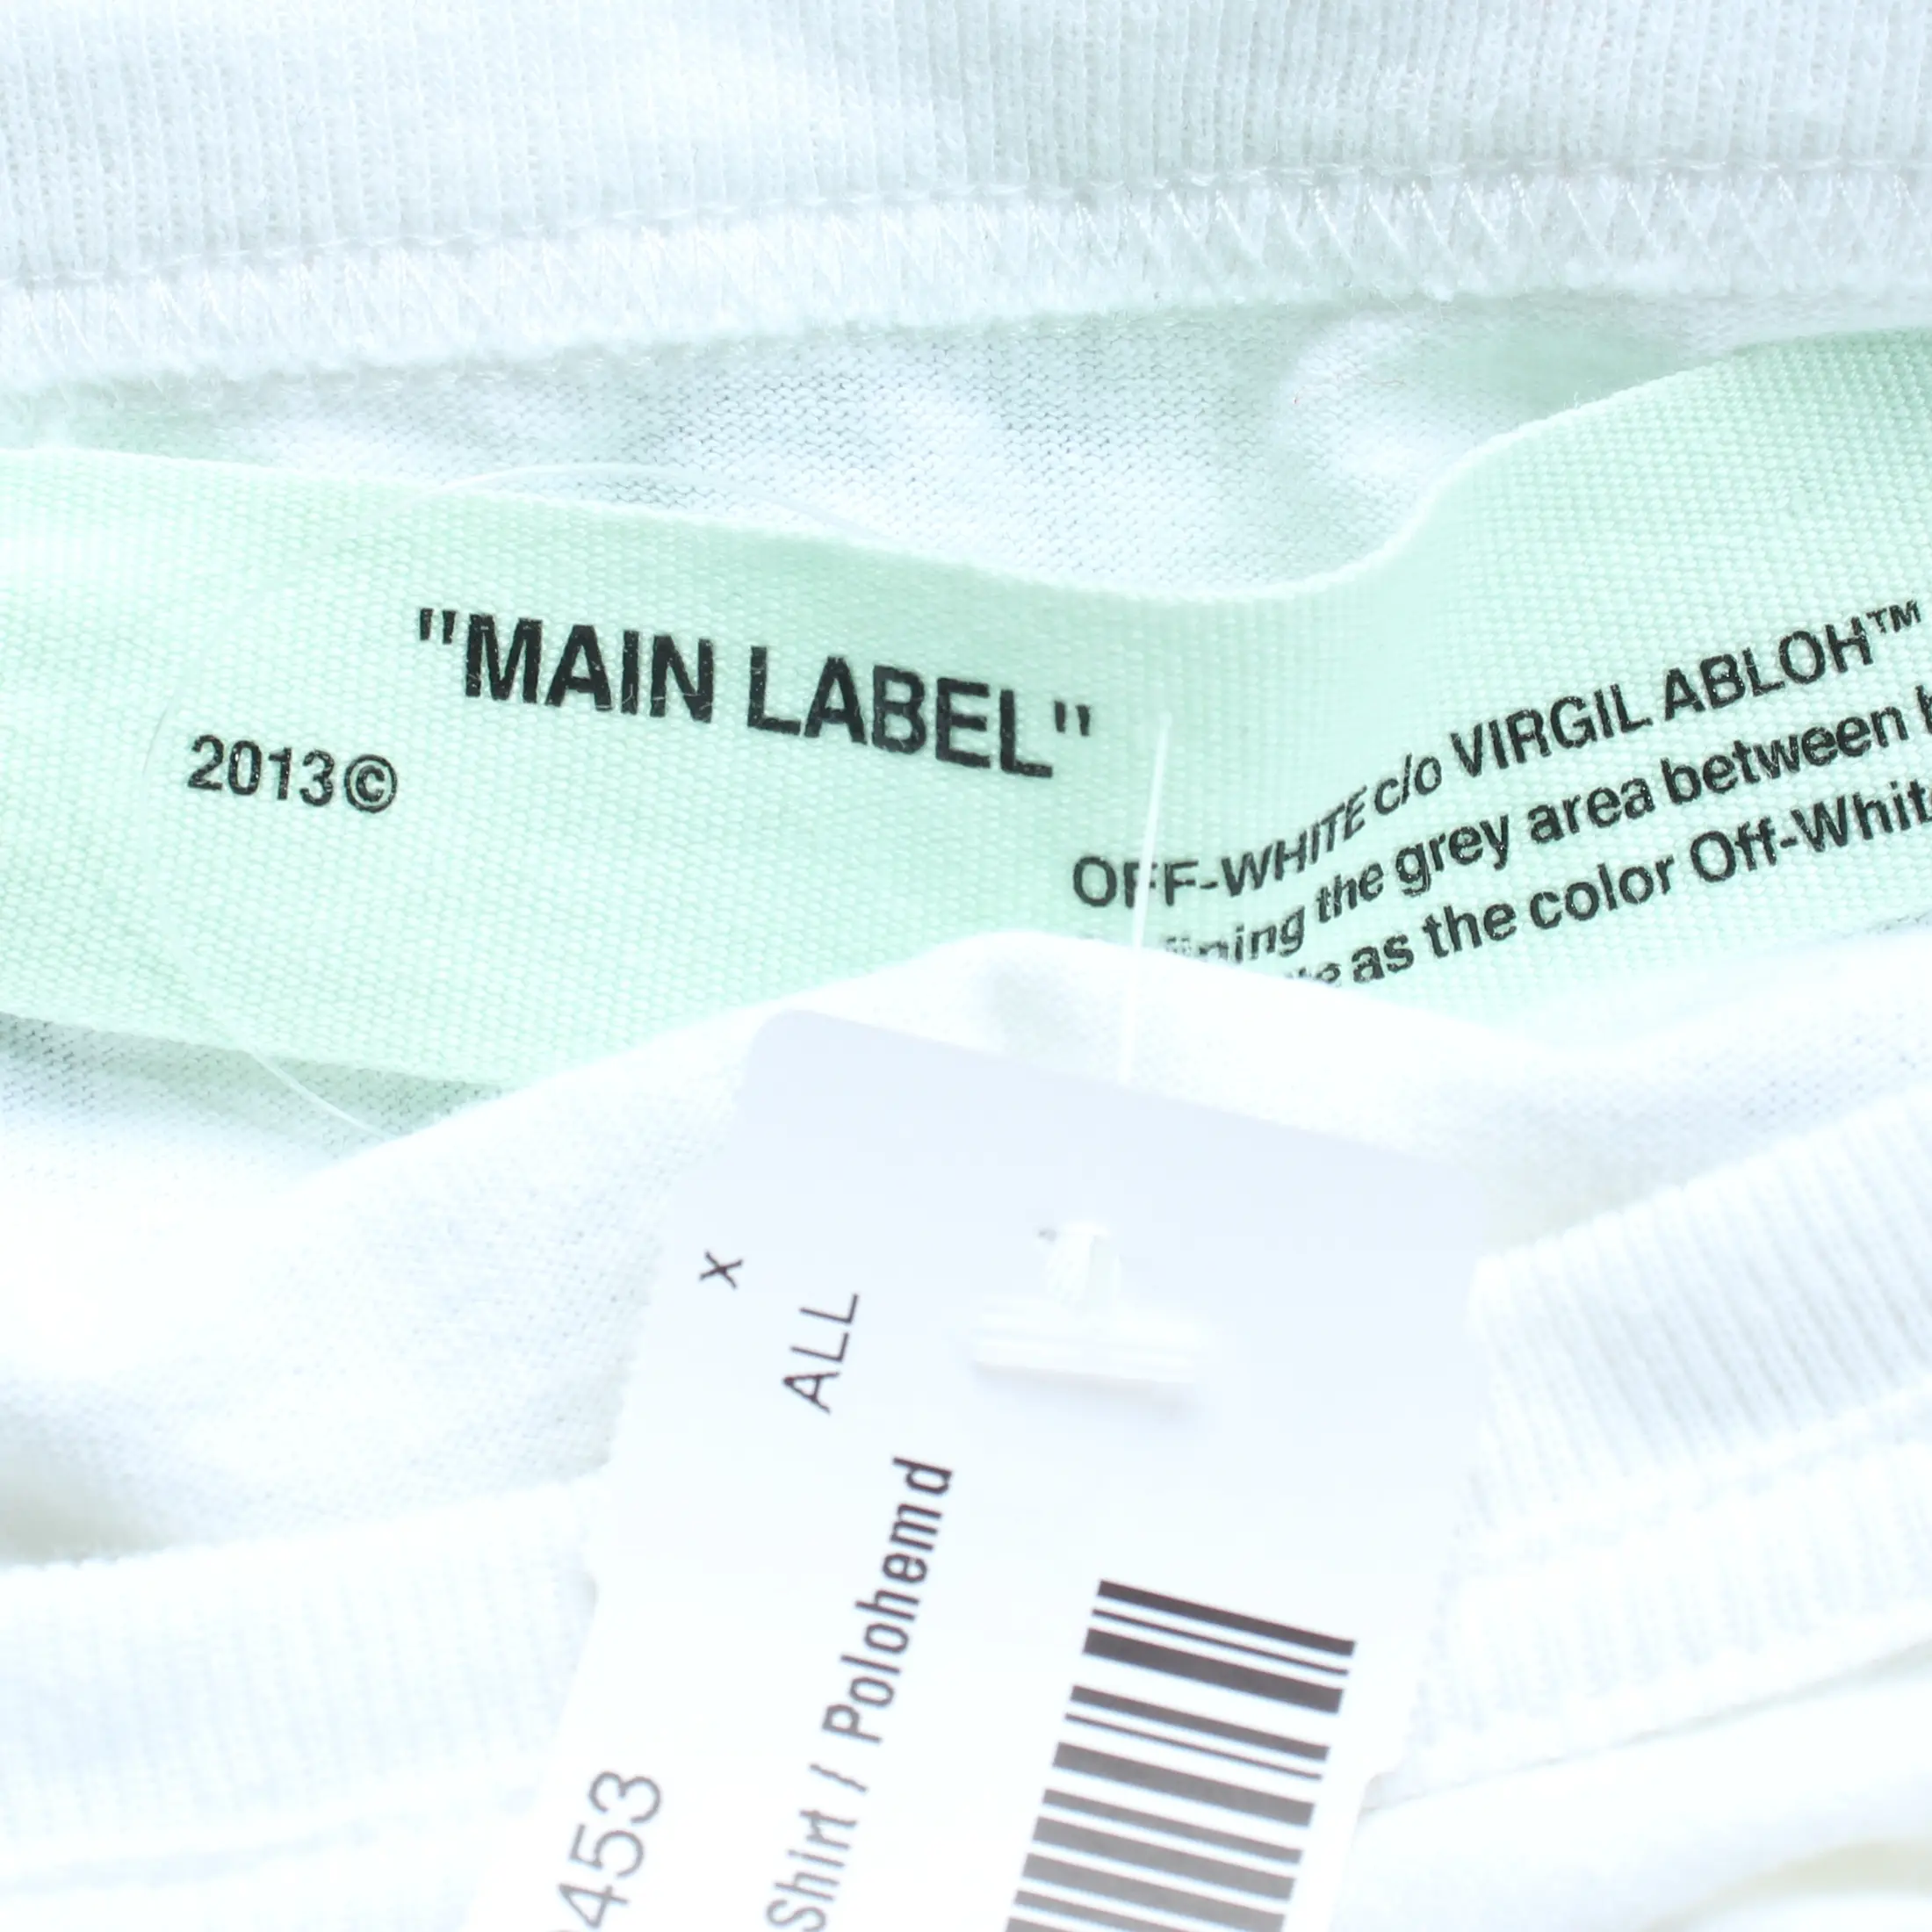 "MAIN LABEL"
2013©
OFF-WHITE c/o VIRGIL ABLOH™
the grey area between
as the color Off-Whit
x
ALL
Shirt / Polohemd
453